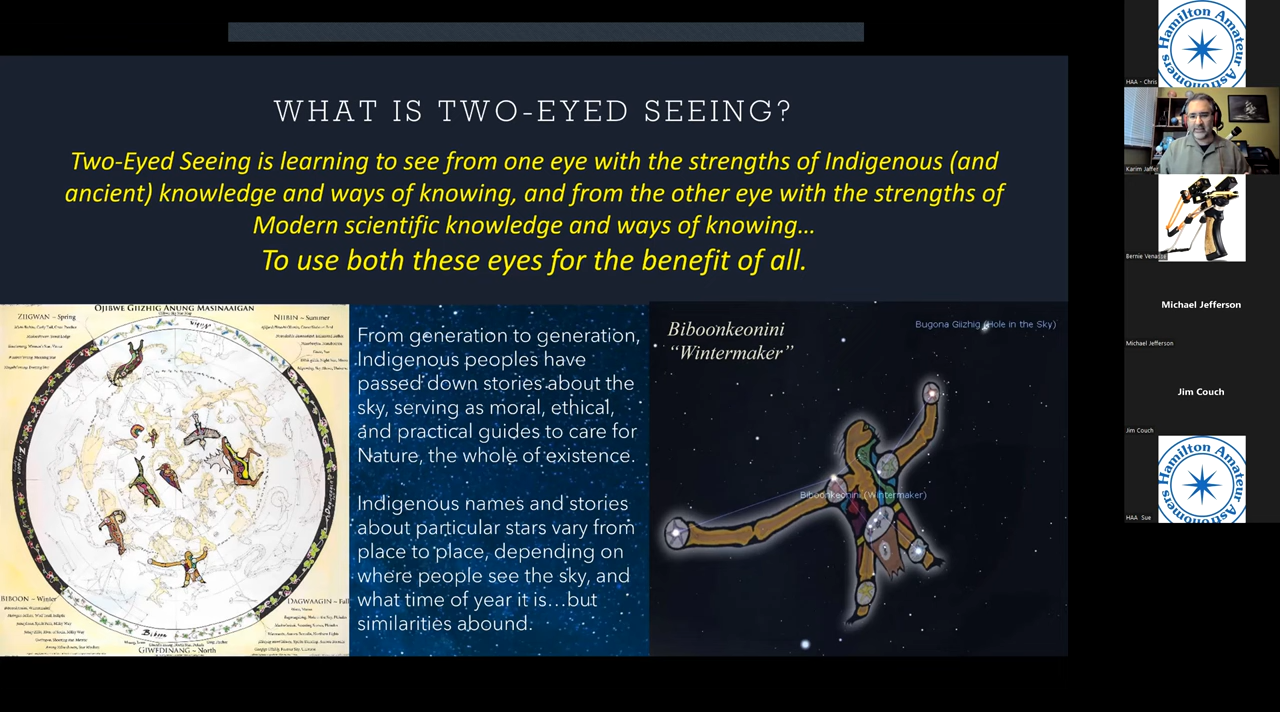 WHAT IS TWO-EYED SEEING?
Two-Eyed Seeing is learning to see from one eye with the strengths of Indigenous (and
ancient) knowledge and ways of knowing, and from the other eye with the strengths of
Modern scientific knowledge and ways of knowing...
To use both these eyes for the benefit of all.
OJIBWE GIIZHIG ANUNG MASINAAIGAN
ZIIGWAN ~ Spring
NIIBIN ~ Summer
BIBOON ~ Winter
DAGWAAGIN ~ Fall
Biboon
GIWEDINANG ~ North
From generation to generation,
Indigenous peoples have
passed down stories about the
sky, serving as moral, ethical,
and practical guides to care for
Nature, the whole of existence.
Indigenous names and stories
about particular stars vary from
place to place, depending on
where people see the sky, and
what time of year it is...but
similarities abound.
Biboonkeonini
"Wintermaker"
Bugona Giizhig (Hole in the Sky)
Biboonkeonini (Wintermaker)
Hamilton Amateur Astronomers
HAA - Chris
Karim Jaffer
Bernie Venasse
Michael Jefferson
Michael Jefferson
Jim Couch
Jim Couch
Hamilton Amateur Astronomers
HAA Sue